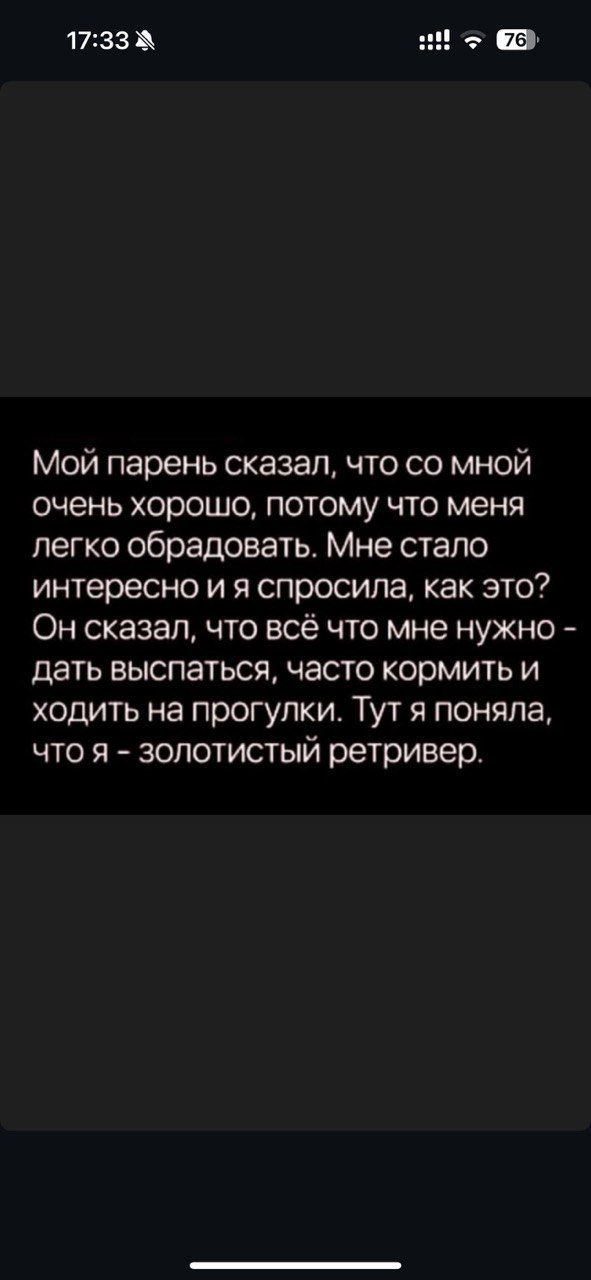 17:33
76
Мой парень сказал, что со мной
очень хорошо, потому что меня
легко обрадовать. Мне стало
интересно и я спросила, как это?
Он сказал, что всё что мне нужно -
дать выспаться, часто кормить и
ходить на прогулки. Тут я поняла,
что я - золотистый ретривер.